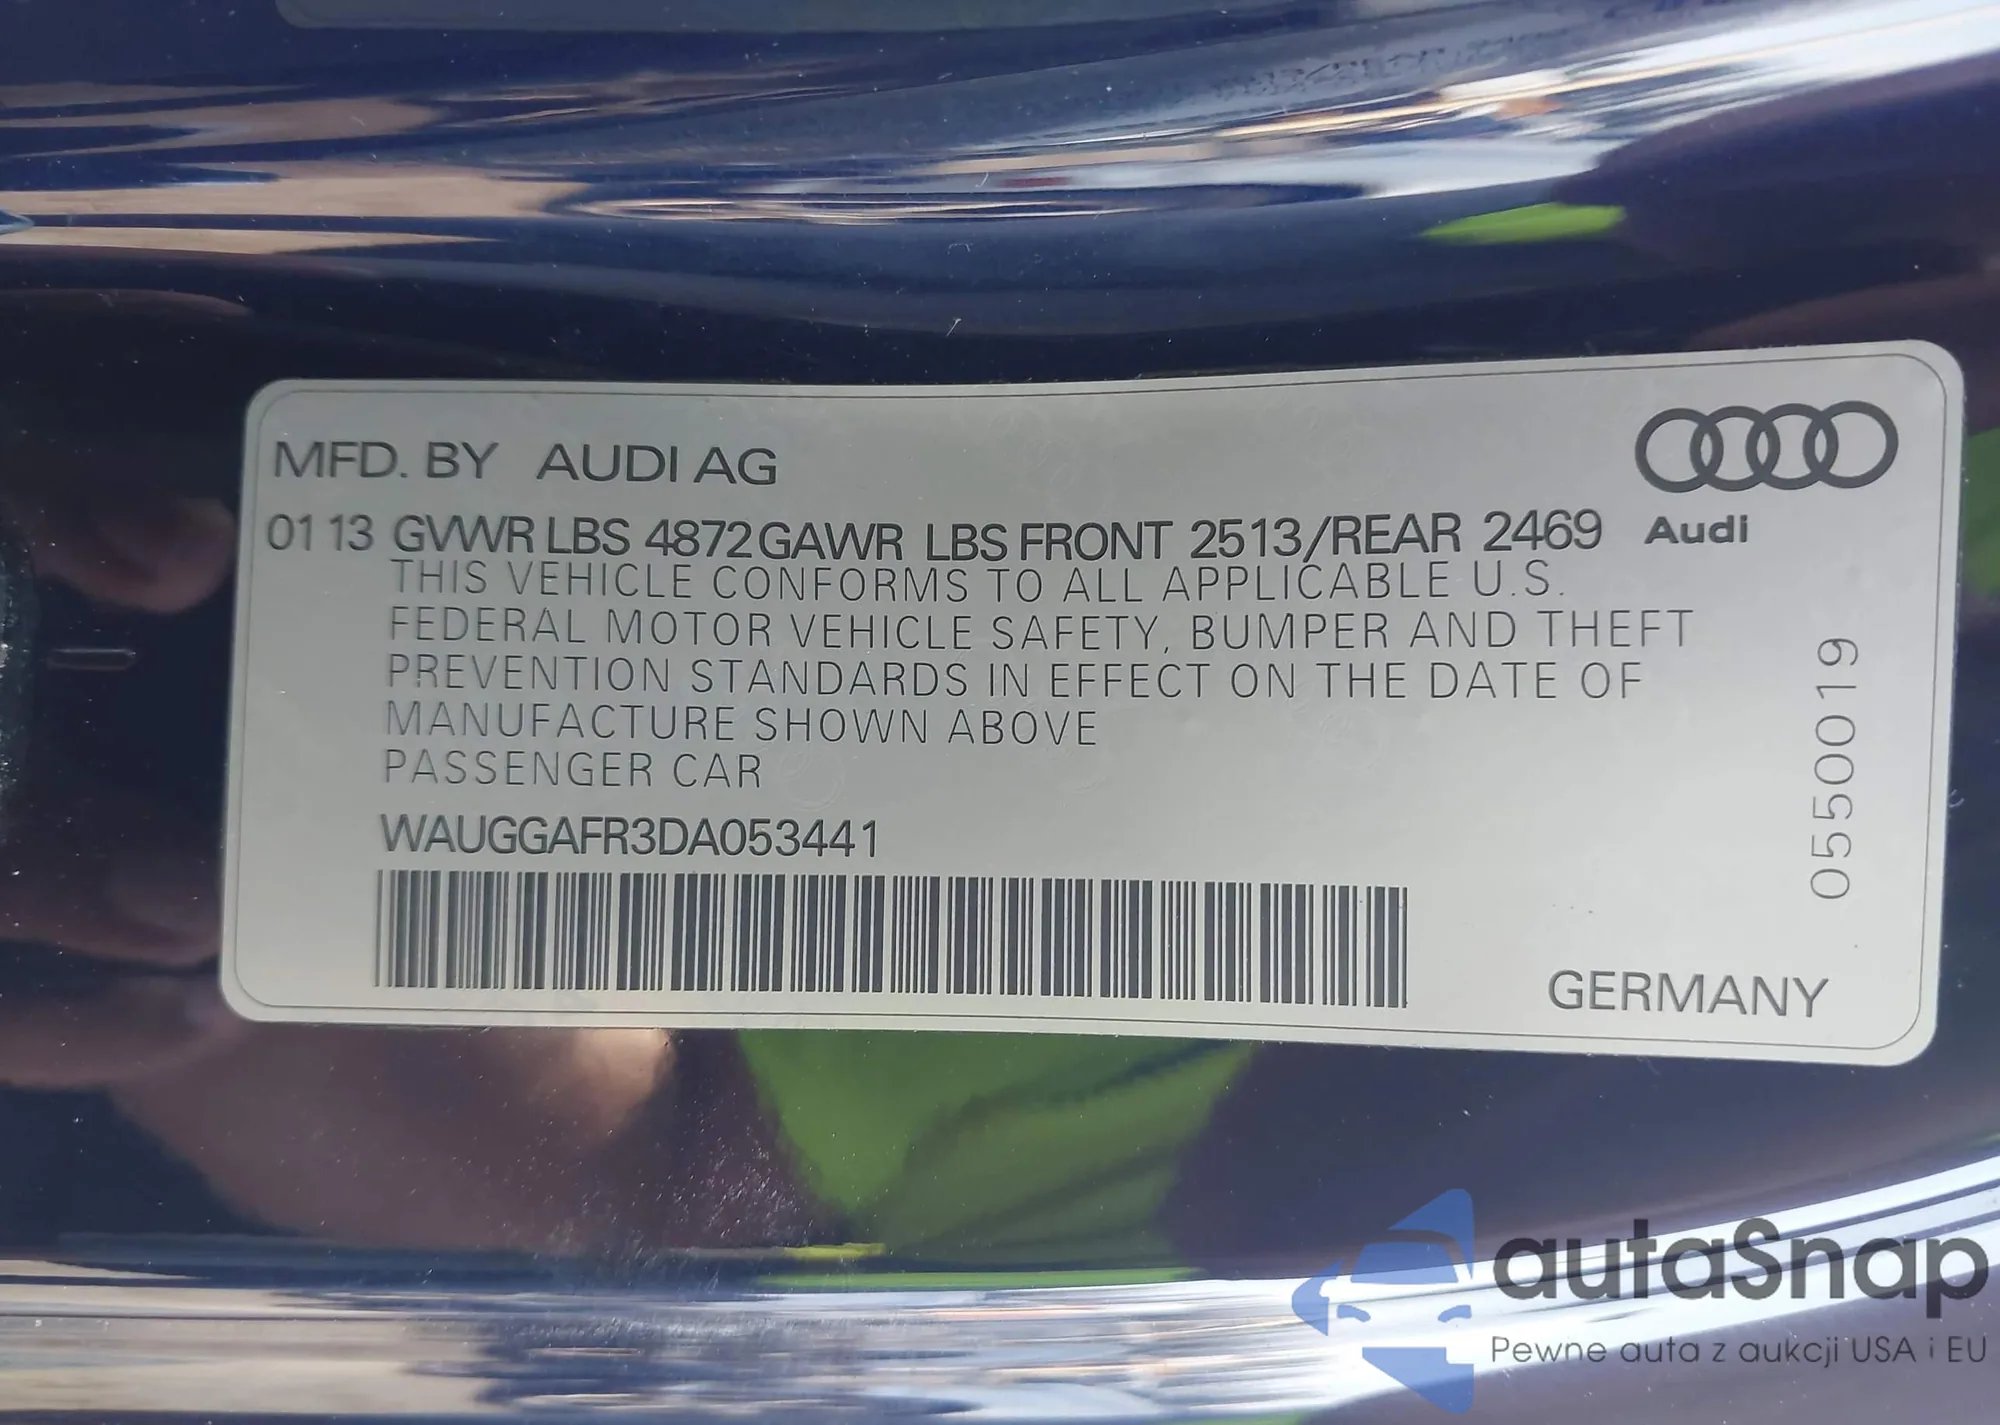 MFD. BY AUDI AG
01 13 GVWR LBS 4872 GAWR LBS FRONT 2513/REAR 2469
Audi
THIS VEHICLE CONFORMS TO ALL APPLICABLE U.S.
FEDERAL MOTOR VEHICLE SAFETY, BUMPER AND THEFT
PREVENTION STANDARDS IN EFFECT ON THE DATE OF
MANUFACTURE SHOWN ABOVE
PASSENGER CAR
WAUGGAFR3DA053441
0550019
GERMANY
autaSnap
Pewne auta z aukcji USA i EU